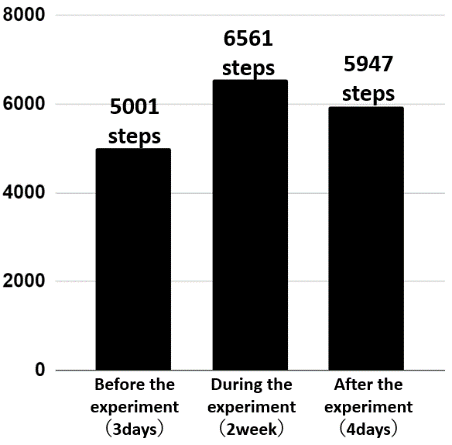 8000
6561
steps
5947
steps
6000
5001
steps
4000
2000
0
Before the
experiment
（3days）
During the
experiment
（2week）
After the
experiment
（4days）